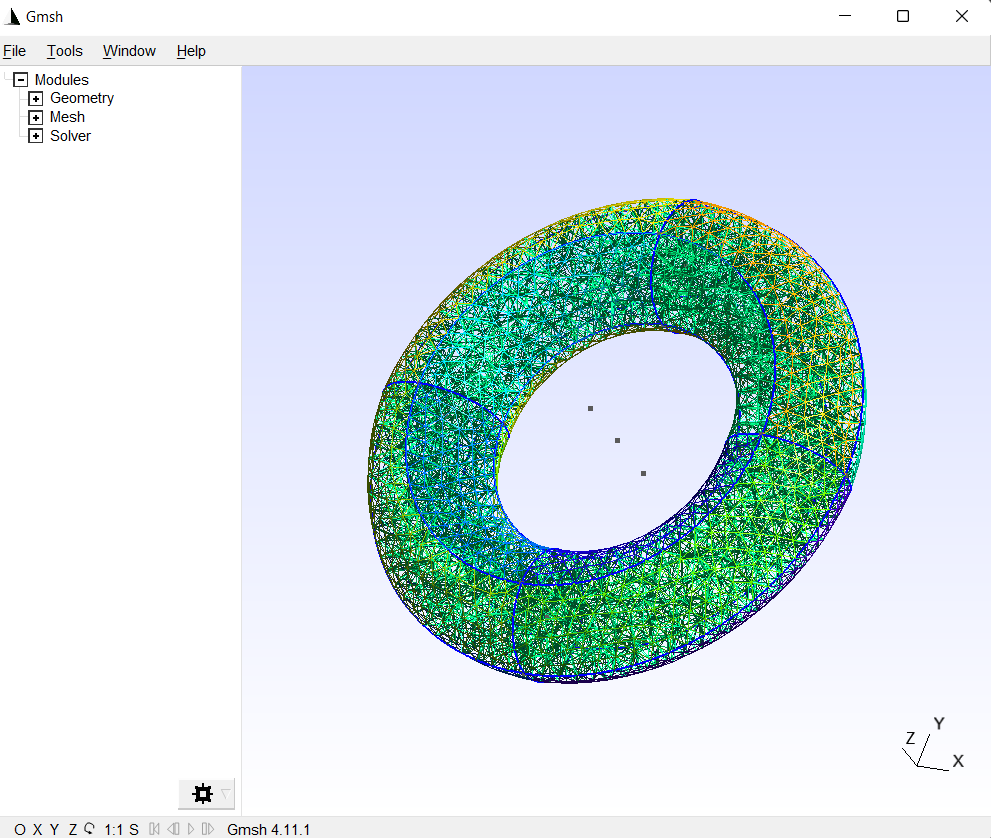 Gmsh
File Tools Window Help
Modules
Geometry
Mesh
Solver
Y
Z
X
O X Y Z 1:1 S Gmsh 4.11.1